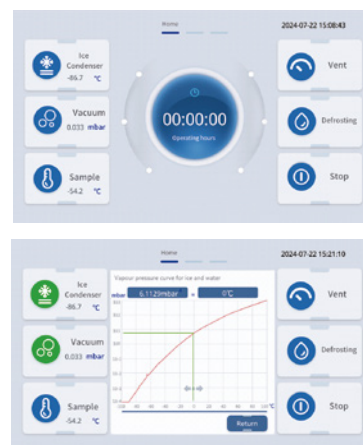 Home
2024-07-22 15:08:43
Ice
Condenser
-86.7 °C
Vacuum
0.033 mbar
Sample
-54.2 °C
00:00:00
Operating hours
Vent
Defrosting
Stop
Home
2024-07-22 15:21:10
Ice
Condenser
-86.7 °C
Vacuum
0.033 mbar
Sample
-54.2 °C
Vapour pressure curve for ice and water
mbar 6.1129mbar = 0°C
°C
Return
Vent
Defrosting
Stop